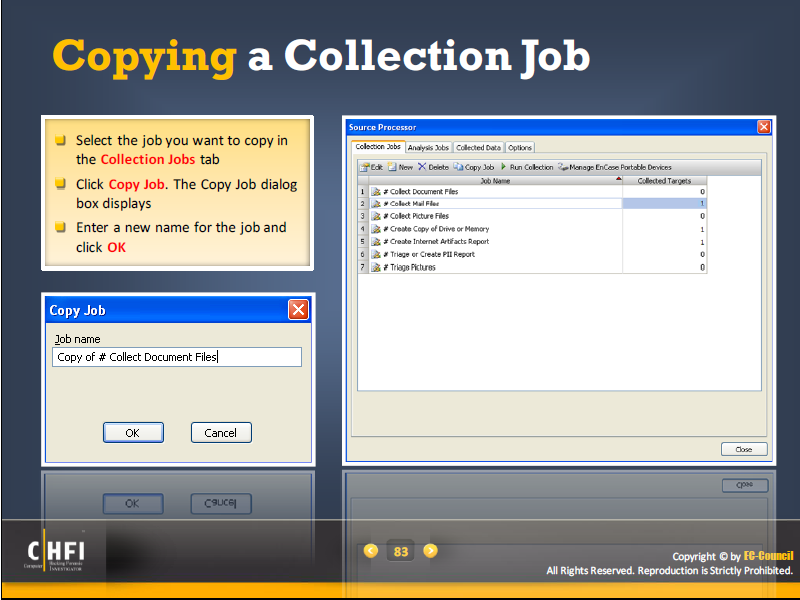 Copying a Collection Job
Select the job you want to copy in
the Collection Jobs tab
Click Copy Job. The Copy Job dialog
box displays
Enter a new name for the job and
click OK
Source Processor
Collection Jobs Analysis Jobs Collected Data Options
Edit New Delete Copy Job Run Collection Manage EnCase Portable Devices
Job Name Collected Targets
1 # Collect Document Files 0
2 # Collect Mail Files 1
3 # Collect Picture Files 0
4 # Create Copy of Drive or Memory 1
5 # Create Internet Artifacts Report 1
6 # Triage or Create PII Report 0
7 # Triage Pictures 0
Close
Copy Job
Job name
Copy of # Collect Document Files
OK Cancel
CHFI
Computer Hacking Forensic
INVESTIGATOR
83
Copyright © by EC-Council
All Rights Reserved. Reproduction is Strictly Prohibited.